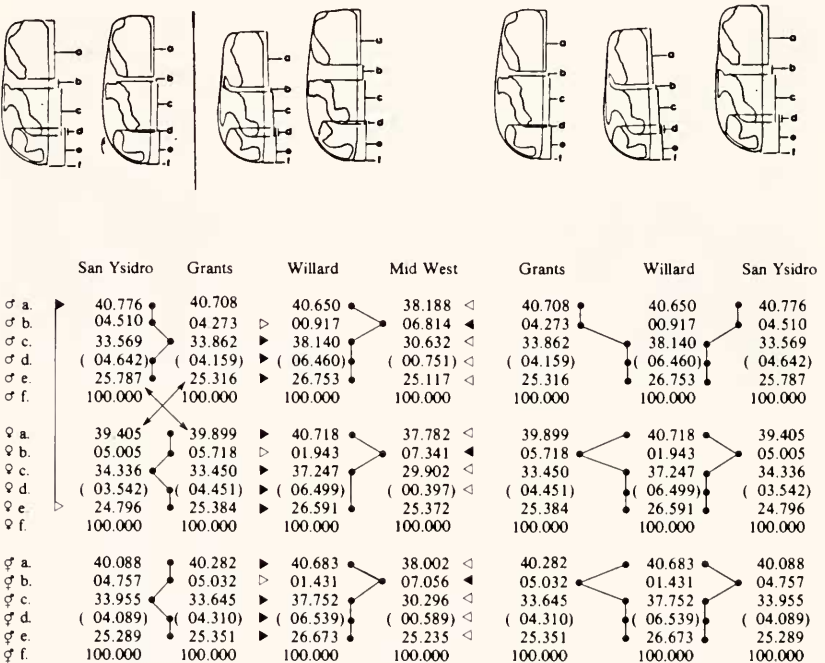 a a a a a a a
b b b b b b b
c c c c c c c
d d d d d d d
e e e e e e e
f f f f f f f
San Ysidro Grants Willard Mid West Grants Willard San Ysidro
♂ a. 40.776 40.708 40.650 38.188 40.708 40.650 40.776
♂ b. 04.510 04.273 00.917 06.814 04.273 00.917 04.510
♂ c. 33.569 33.862 38.140 30.632 33.862 38.140 33.569
♂ d. ( 04.642) ( 04.159) ( 06.460) ( 00.751) ( 04.159) ( 06.460) ( 04.642)
♂ e. 25.787 25.316 26.753 25.117 25.316 26.753 25.787
♂ f. 100.000 100.000 100.000 100.000 100.000 100.000 100.000
♀ a. 39.405 39.899 40.718 37.782 39.899 40.718 39.405
♀ b. 05.005 05.718 01.943 07.341 05.718 01.943 05.005
♀ c. 34.336 33.450 37.247 29.902 33.450 37.247 34.336
♀ d. ( 03.542) ( 04.451) ( 06.499) ( 00.397) ( 04.451) ( 06.499) ( 03.542)
♀ e. 24.796 25.384 26.591 25.372 25.384 26.591 24.796
♀ f. 100.000 100.000 100.000 100.000 100.000 100.000 100.000
⚥ a. 40.088 40.282 40.683 38.002 40.282 40.683 40.088
⚥ b. 04.757 05.032 01.431 07.056 05.032 01.431 04.757
⚥ c. 33.955 33.645 37.752 30.296 33.645 37.752 33.955
⚥ d. ( 04.089) ( 04.310) ( 06.539) ( 00.589) ( 04.310) ( 06.539) ( 04.089)
⚥ e. 25.289 25.351 26.673 25.235 25.351 26.673 25.289
⚥ f. 100.000 100.000 100.000 100.000 100.000 100.000 100.000